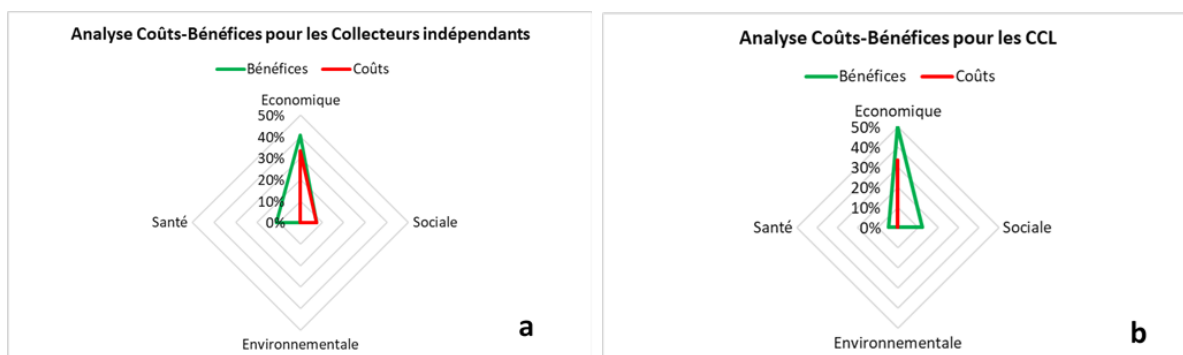 Analyse Coûts-Bénéfices pour les Collecteurs indépendants
Bénéfices Coûts
Economique
50%
40%
30%
20%
10%
0%
Santé
Sociale
Environnementale
a
Analyse Coûts-Bénéfices pour les CCL
Bénéfices Coûts
Economique
50%
40%
30%
20%
10%
0%
Santé
Sociale
Environnementale
b